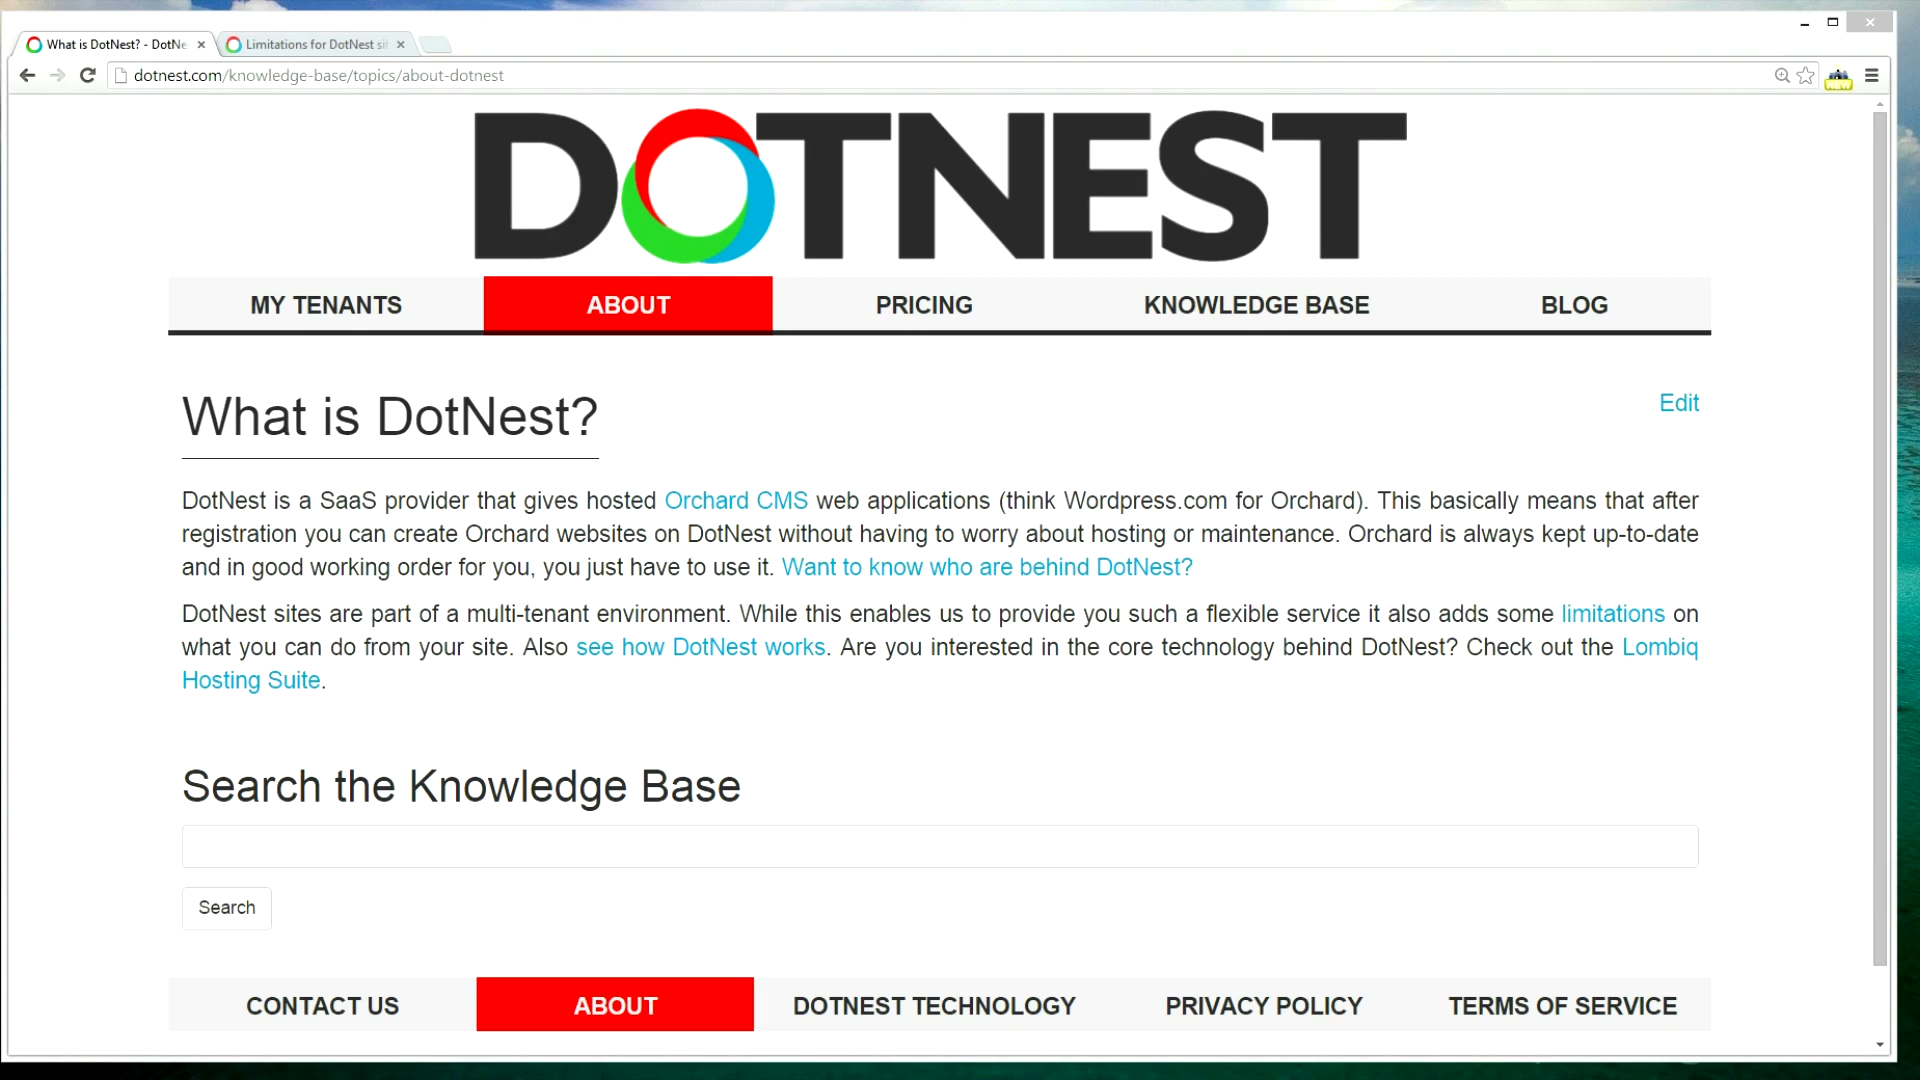 What is DotNest? - DotNe
Limitations for DotNest si
dotnest.com/knowledge-base/topics/about-dotnest
NEW
DOTNEST
MY TENANTS
ABOUT
PRICING
KNOWLEDGE BASE
BLOG
What is DotNest?
Edit
DotNest is a SaaS provider that gives hosted Orchard CMS web applications (think Wordpress.com for Orchard). This basically means that after
registration you can create Orchard websites on DotNest without having to worry about hosting or maintenance. Orchard is always kept up-to-date
and in good working order for you, you just have to use it. Want to know who are behind DotNest?
DotNest sites are part of a multi-tenant environment. While this enables us to provide you such a flexible service it also adds some limitations on
what you can do from your site. Also see how DotNest works. Are you interested in the core technology behind DotNest? Check out the Lombiq
Hosting Suite.
Search the Knowledge Base
Search
CONTACT US
ABOUT
DOTNEST TECHNOLOGY
PRIVACY POLICY
TERMS OF SERVICE